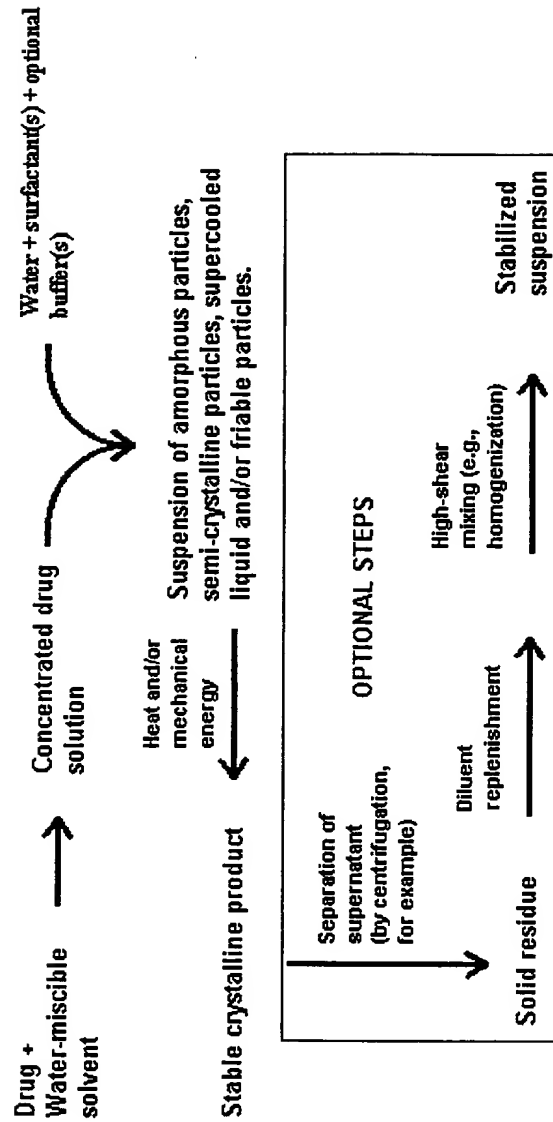 Drug +
Water-miscible
solvent
Concentrated drug
solution
Water + surfactant(s) + optional
buffer(s)
Suspension of amorphous particles,
semi-crystalline particles, supercooled
liquid and/or friable particles.
Heat and/or
mechanical
energy
Stable crystalline product
OPTIONAL STEPS
Separation of
supernatant
(by centrifugation,
for example)
Solid residue
Diluent
replenishment
High-shear
mixing (e.g.,
homogenization)
Stabilized
suspension